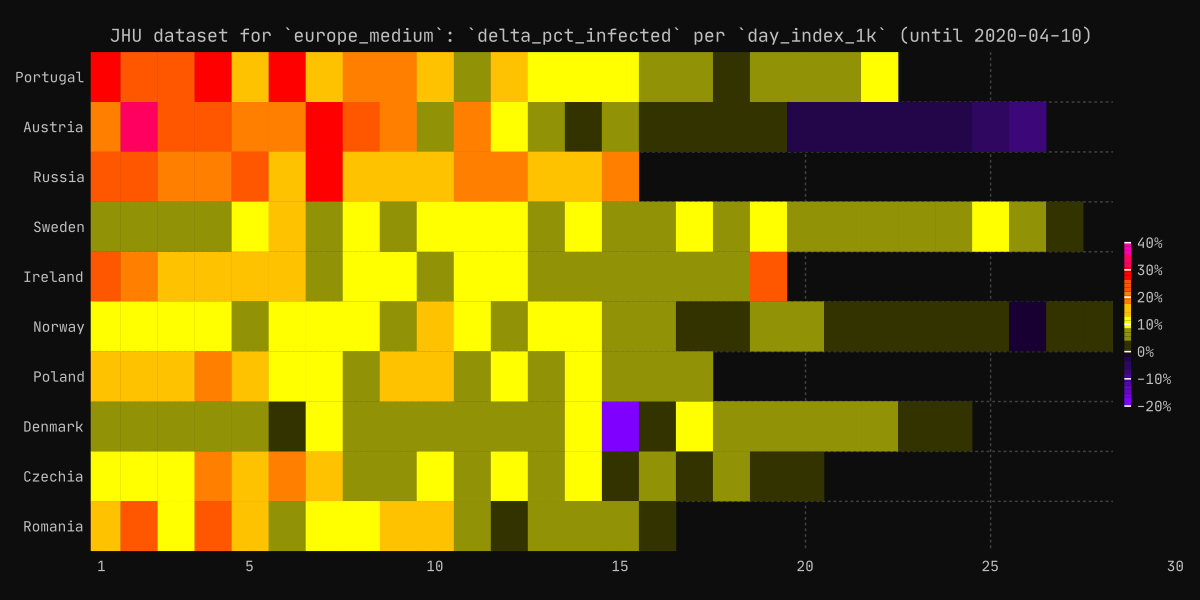 JHU dataset for `europe_medium`: `delta_pct_infected` per `day_index_1k` (until 2020-04-10)
Portugal
Austria
Russia
Sweden
Ireland
Norway
Poland
Denmark
Czechia
Romania
40%
30%
20%
10%
0%
-10%
-20%
1 5 10 15 20 25 30